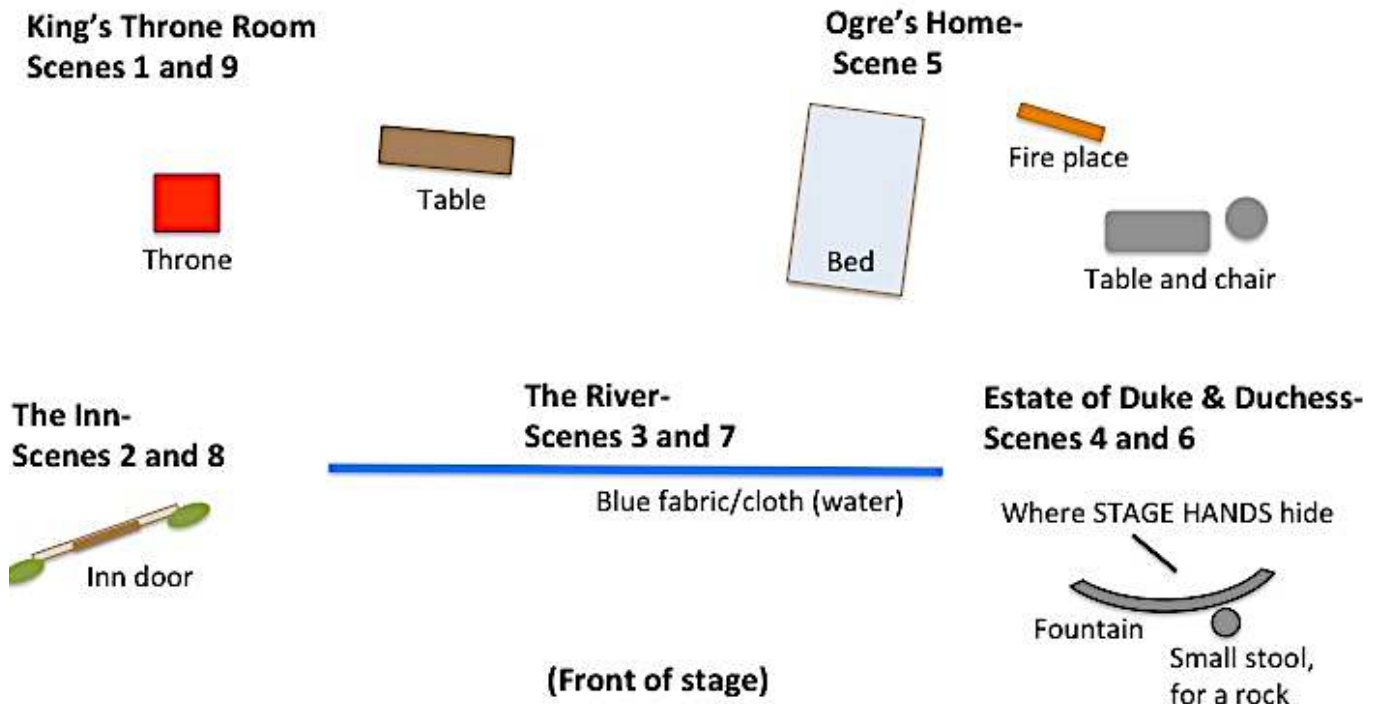 King's Throne Room
Scenes 1 and 9
Throne
Table
Ogre's Home-
Scene 5
Bed
Fire place
Table and chair
The Inn-
Scenes 2 and 8
Inn door
The River-
Scenes 3 and 7
Blue fabric/cloth (water)
Estate of Duke & Duchess-
Scenes 4 and 6
Where STAGE HANDS hide
Fountain
Small stool,
for a rock
(Front of stage)